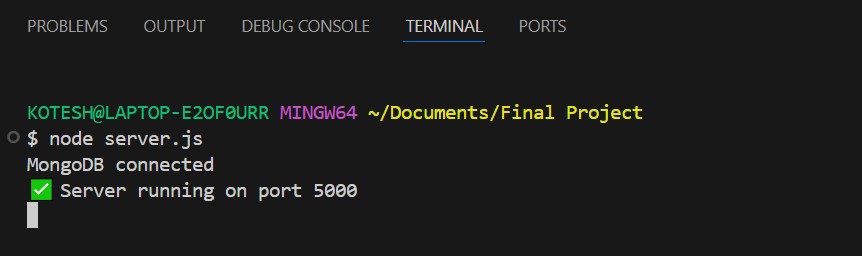 PROBLEMS OUTPUT DEBUG CONSOLE TERMINAL PORTS
KOTESH@LAPTOP-E2OF0URR MINGW64 ~/Documents/Final Project
$ node server.js
MongoDB connected
✅ Server running on port 5000